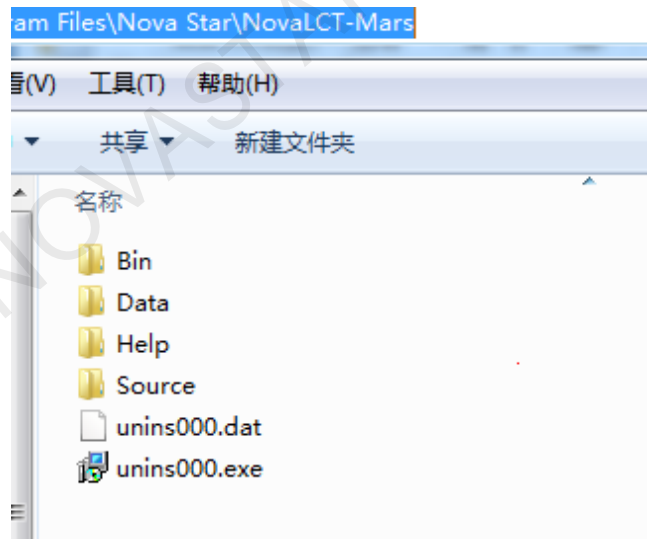 ram Files\Nova Star\NovaLCT-Mars
看(V) 工具(T) 帮助(H)
共享 新建文件夹
名称
Bin
Data
Help
Source
unins000.dat
unins000.exe
NOVASTAR